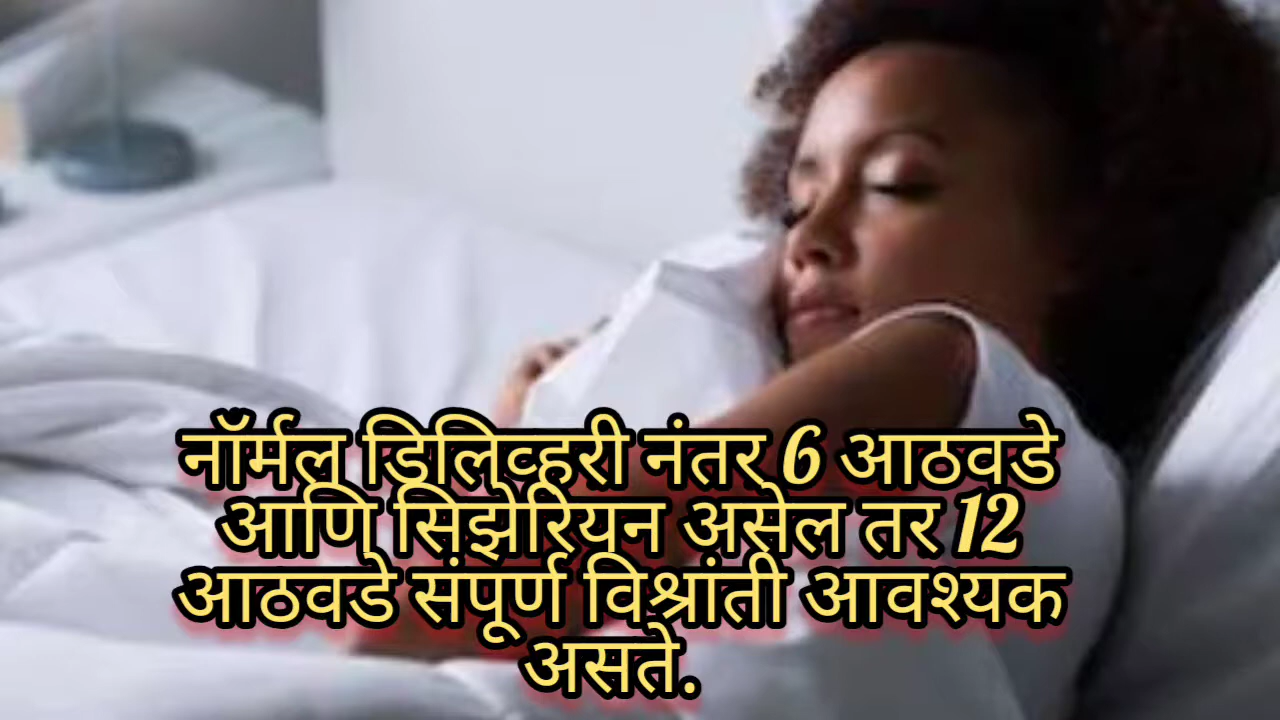 नॉर्मल डिलिव्हरी नंतर 6 आठवडे
आणि सिझेरियन असेल तर 12
आठवडे संपूर्ण विश्रांती आवश्यक
असते.